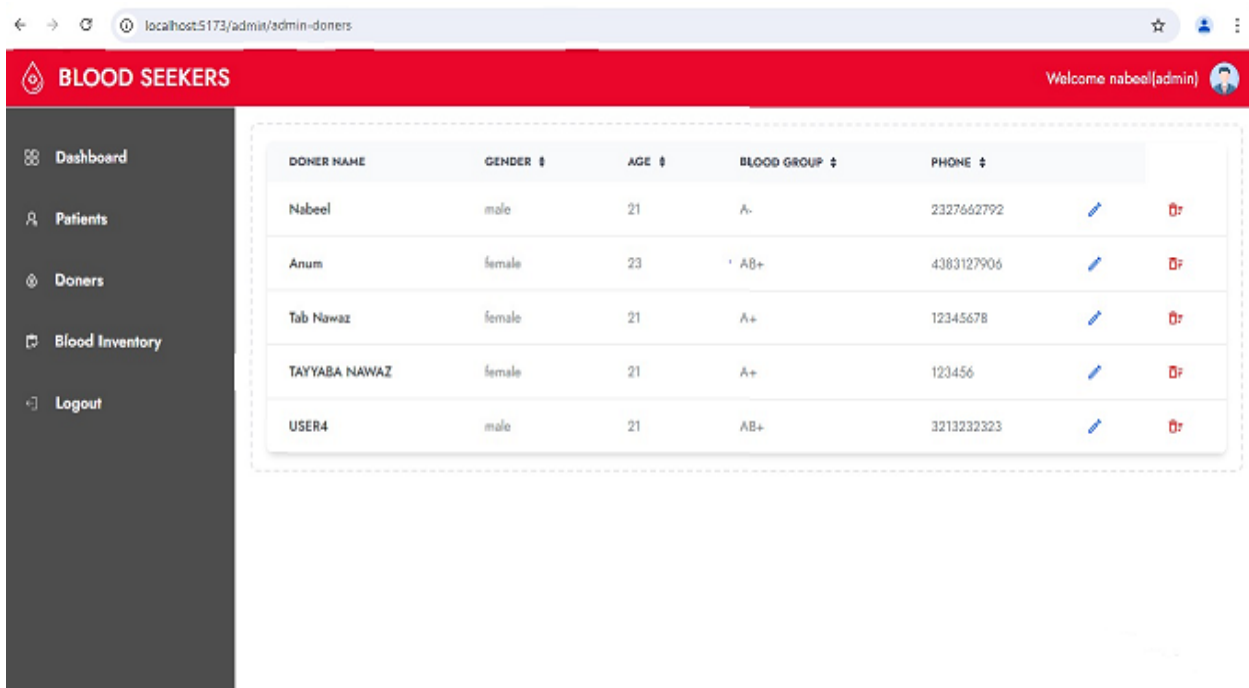 localhost:5173/admin/admin-doners
BLOOD SEEKERS
Welcome nabeel(admin)
Dashboard
Patients
Doners
Blood Inventory
Logout
DONER NAME GENDER AGE BLOOD GROUP PHONE
Nabeel male 21 A- 2327662792
Anum female 23 AB+ 4383127906
Tab Nawaz female 21 A+ 12345678
TAYYABA NAWAZ female 21 A+ 123456
USER4 male 21 AB+ 3213232323